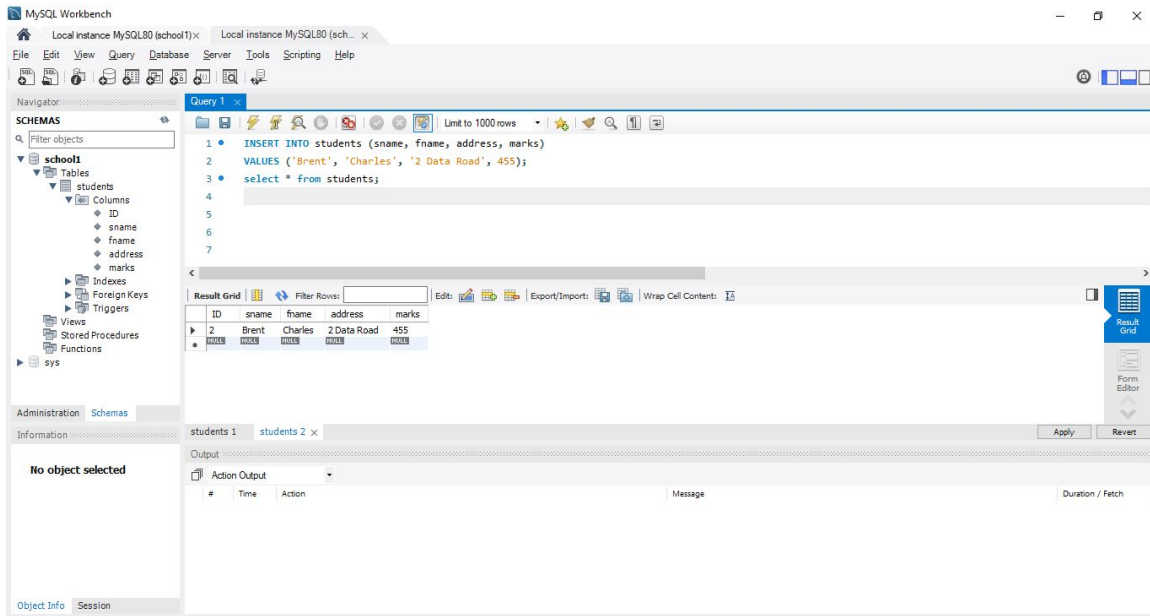 MySQL Workbench
Local instance MySQL80 (school1) × Local instance MySQL80 (sch... ×
File Edit View Query Database Server Tools Scripting Help
Navigator
SCHEMAS
Filter objects
school1
Tables
students
Columns
ID
sname
fname
address
marks
Indexes
Foreign Keys
Triggers
Views
Stored Procedures
Functions
sys
Administration Schemas
Information
No object selected
Object Info Session
Query 1 ×
Limit to 1000 rows
1 INSERT INTO students (sname, fname, address, marks)
2 VALUES ('Brent', 'Charles', '2 Data Road', 455);
3 select * from students;
4
5
6
7
Result Grid Filter Rows: Edit: Export/Import: Wrap Cell Content:
ID sname fname address marks
2 Brent Charles 2 Data Road 455
NULL NULL NULL NULL NULL
Result Grid
Form Editor
students 1 students 2 × Apply Revert
Output
Action Output
# Time Action Message Duration / Fetch